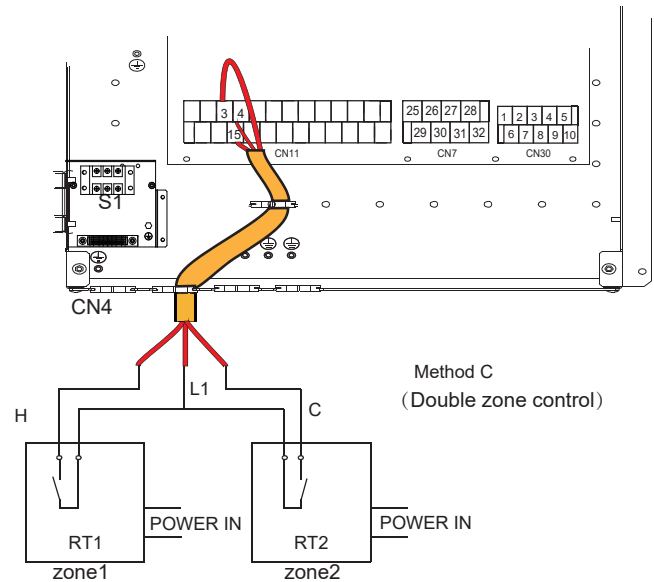 3 4
25 26 27 28
1 2 3 4 5
15
29 30 31 32
6 7 8 9 10
CN11
CN7
CN30
S1
CN4
L1
H
C
Method C
（Double zone control）
POWER IN
POWER IN
RT1
RT2
zone1
zone2